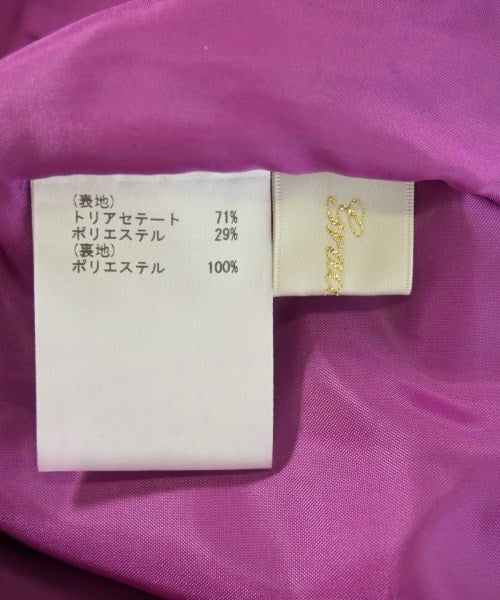 (表地)
トリアセテート 71%
ポリエステル 29%
(裏地)
ポリエステル 100%